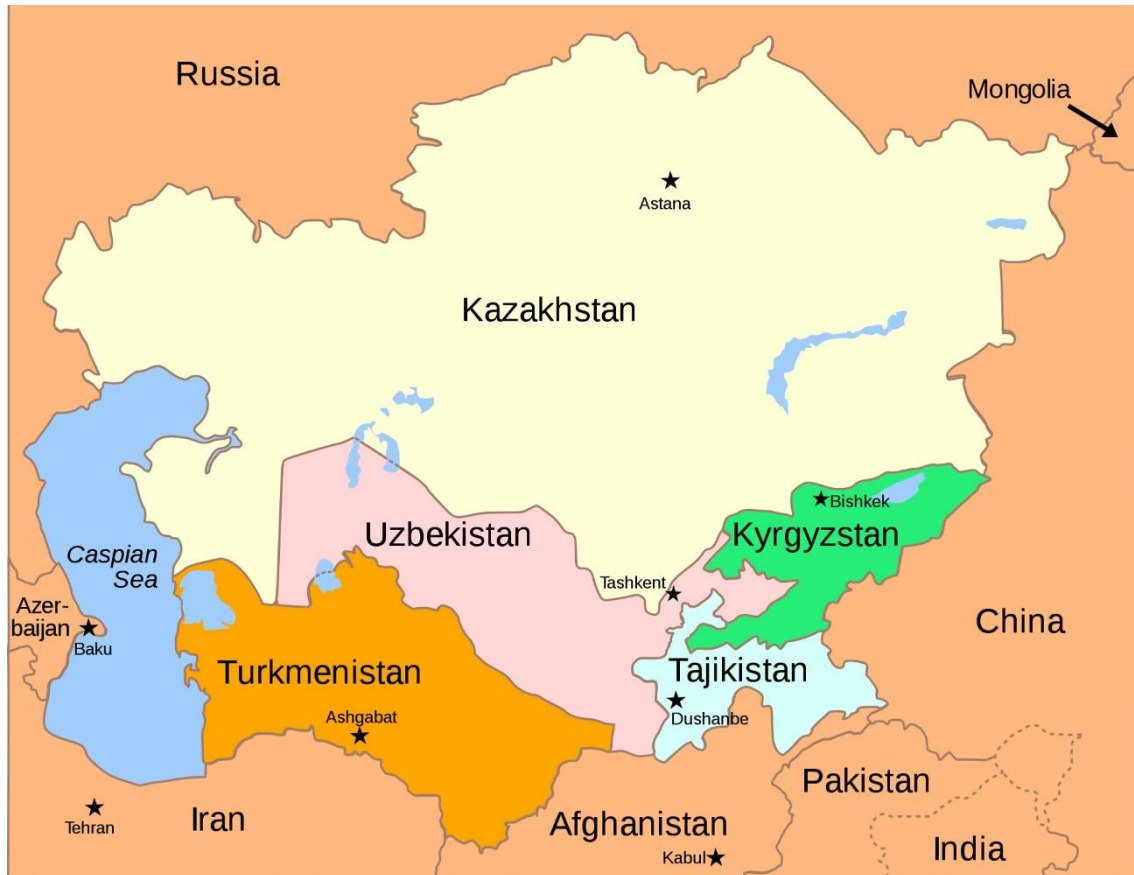 Russia
Mongolia
Astana
Kazakhstan
Bishkek
Uzbekistan
Kyrgyzstan
Caspian
Sea
Tashkent
Azer-
baijan
Baku
China
Turkmenistan
Tajikistan
Ashgabat
Dushanbe
Pakistan
Tehran
Iran
Afghanistan
Kabul
India